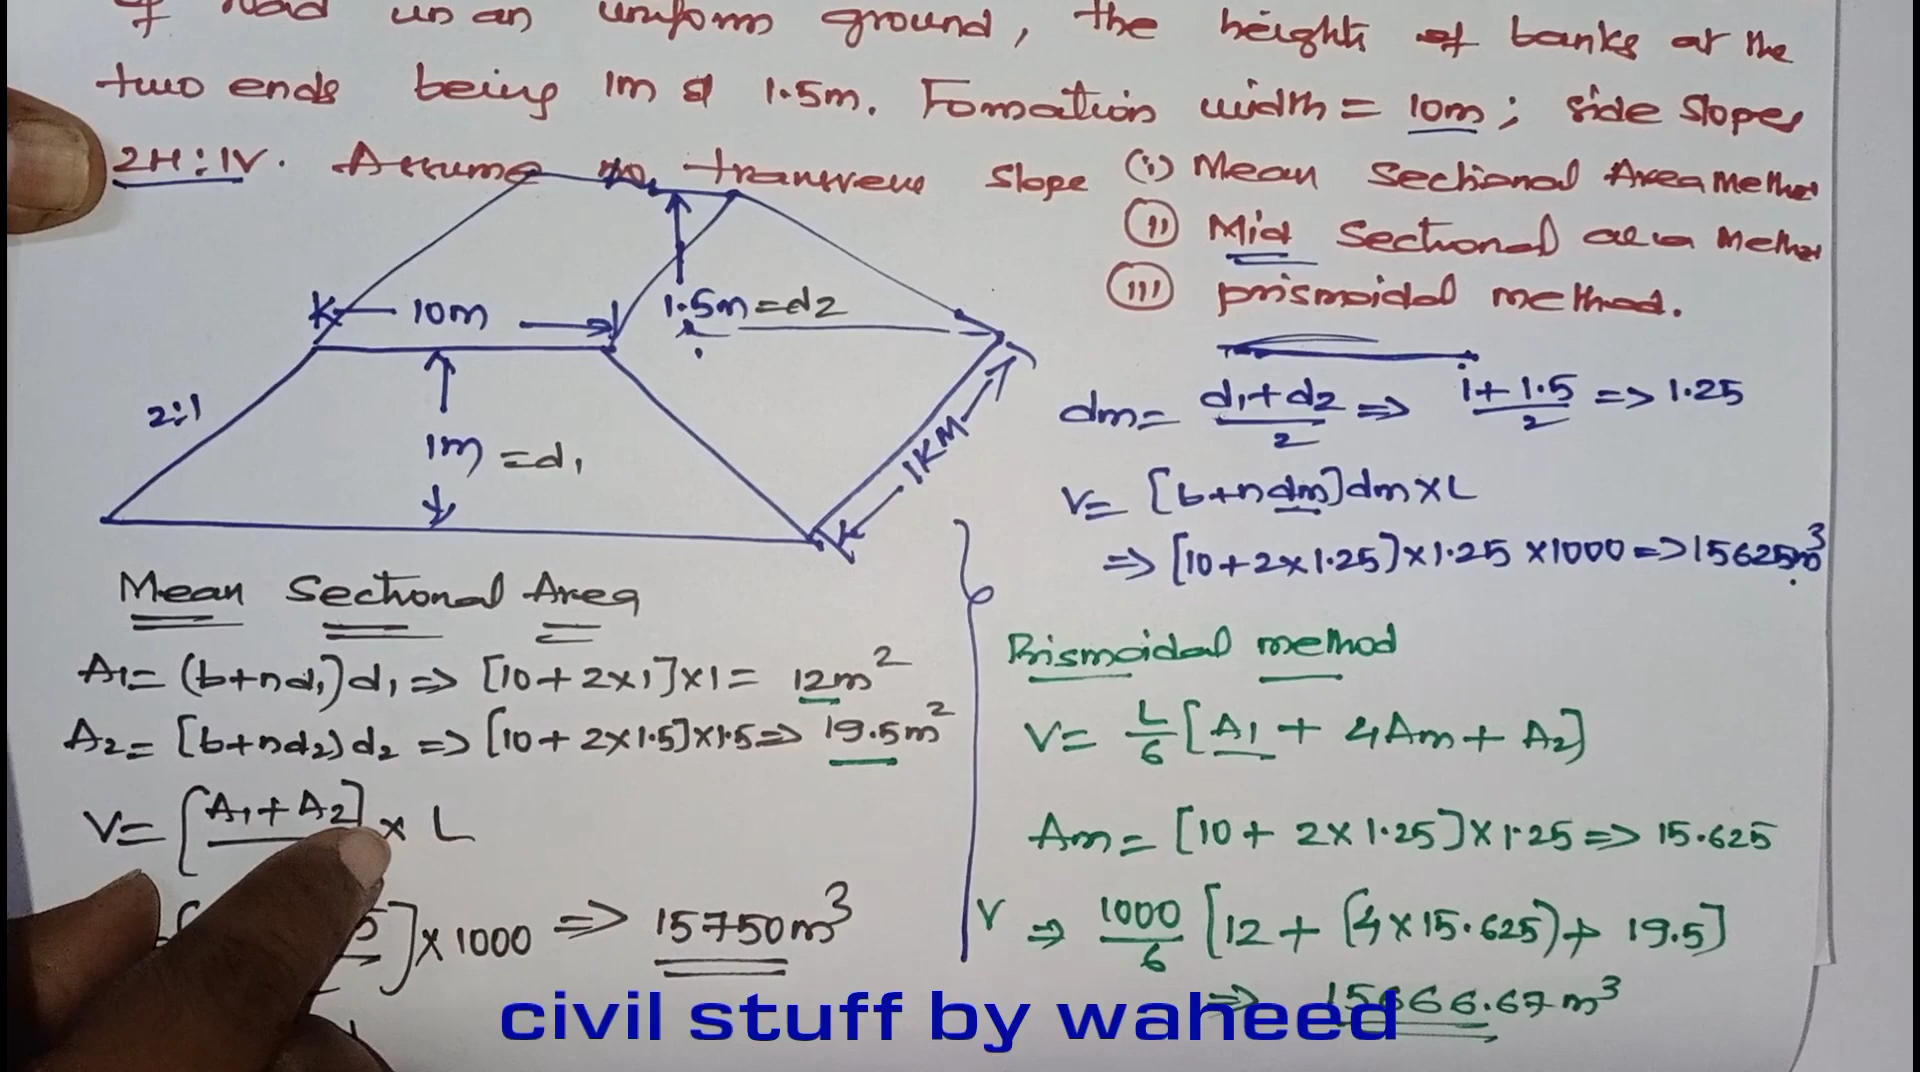 of road in an uniform ground, the heights of banks at the
two ends being 1m & 1.5m. Formation width = 10m; side slopes
2H:1V. Assume no transverse slope
(i) Mean Sectional Area Method
(ii) Mid Sectional area Method
(iii) prismoidal method.
10m
1.5m = d2
2:1
1m = d1
1KM
dm = d1+d2/2 => 1+1.5/2 => 1.25
V = [b+ndm]dm×L
=> [10+2×1.25]×1.25×1000 => 15625m³
Mean Sectional Area
A1 = (b+nd1)d1 => [10+2×1]×1 = 12m²
A2 = [b+nd2)d2 => [10+2×1.5]×1.5 => 19.5m²
V = [A1+A2] × L
]×1000 => 15750m³
Prismoidal method
V = L/6 [A1 + 4Am + A2]
Am = [10+ 2×1.25]×1.25 => 15.625
V => 1000/6 [12 + (4×15.625) + 19.5]
=> 15666.67m³
civil stuff by waheed